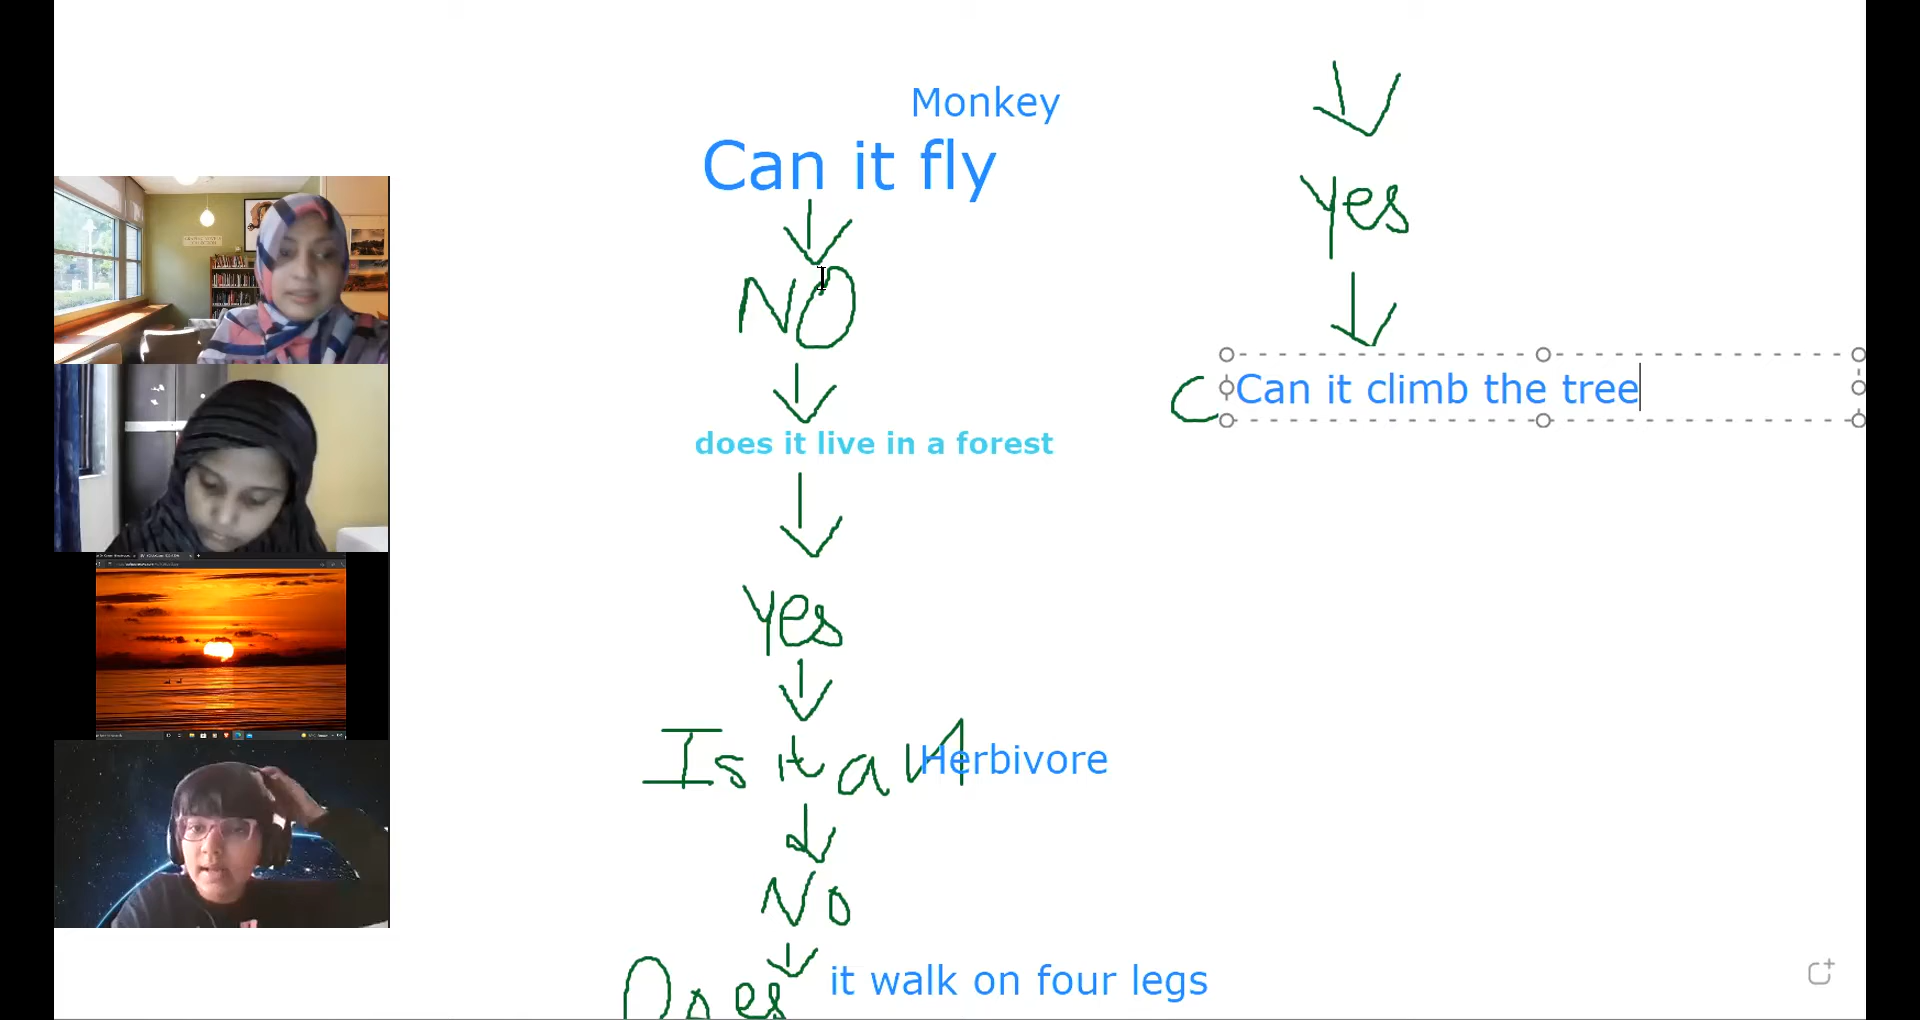 Monkey
Can it fly
NO
does it live in a forest
Yes
Is it a Herbivore
No
Does it walk on four legs
Yes
C Can it climb the tree